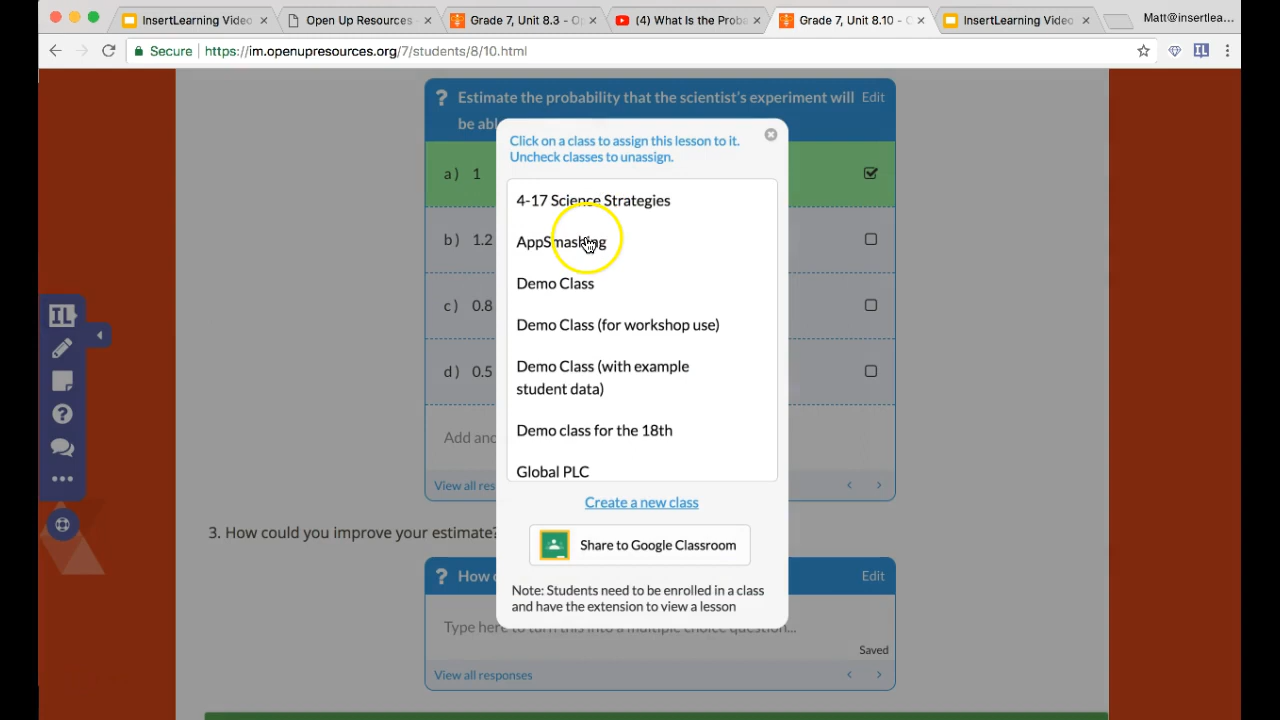 InsertLearning Video
Open Up Resources -
Grade 7, Unit 8.3 - O
(4) What Is the Proba
Grade 7, Unit 8.10 - O
InsertLearning Video
Matt@insertlea...
Secure
https://im.openupresources.org/7/students/8/10.html
Estimate the probability that the scientist's experiment will
Edit
be abl
a ) 1
b ) 1.2
c ) 0.8
d ) 0.5
Add an
View all res
Click on a class to assign this lesson to it.
Uncheck classes to unassign.
4-17 Science Strategies
AppSmashing
Demo Class
Demo Class (for workshop use)
Demo Class (with example
student data)
Demo class for the 18th
Global PLC
Create a new class
Share to Google Classroom
Note: Students need to be enrolled in a class
and have the extension to view a lesson
IL
IL
3. How could you improve your estimate?
How c
Edit
Type here to turn this into a multiple choice question...
Saved
View all responses